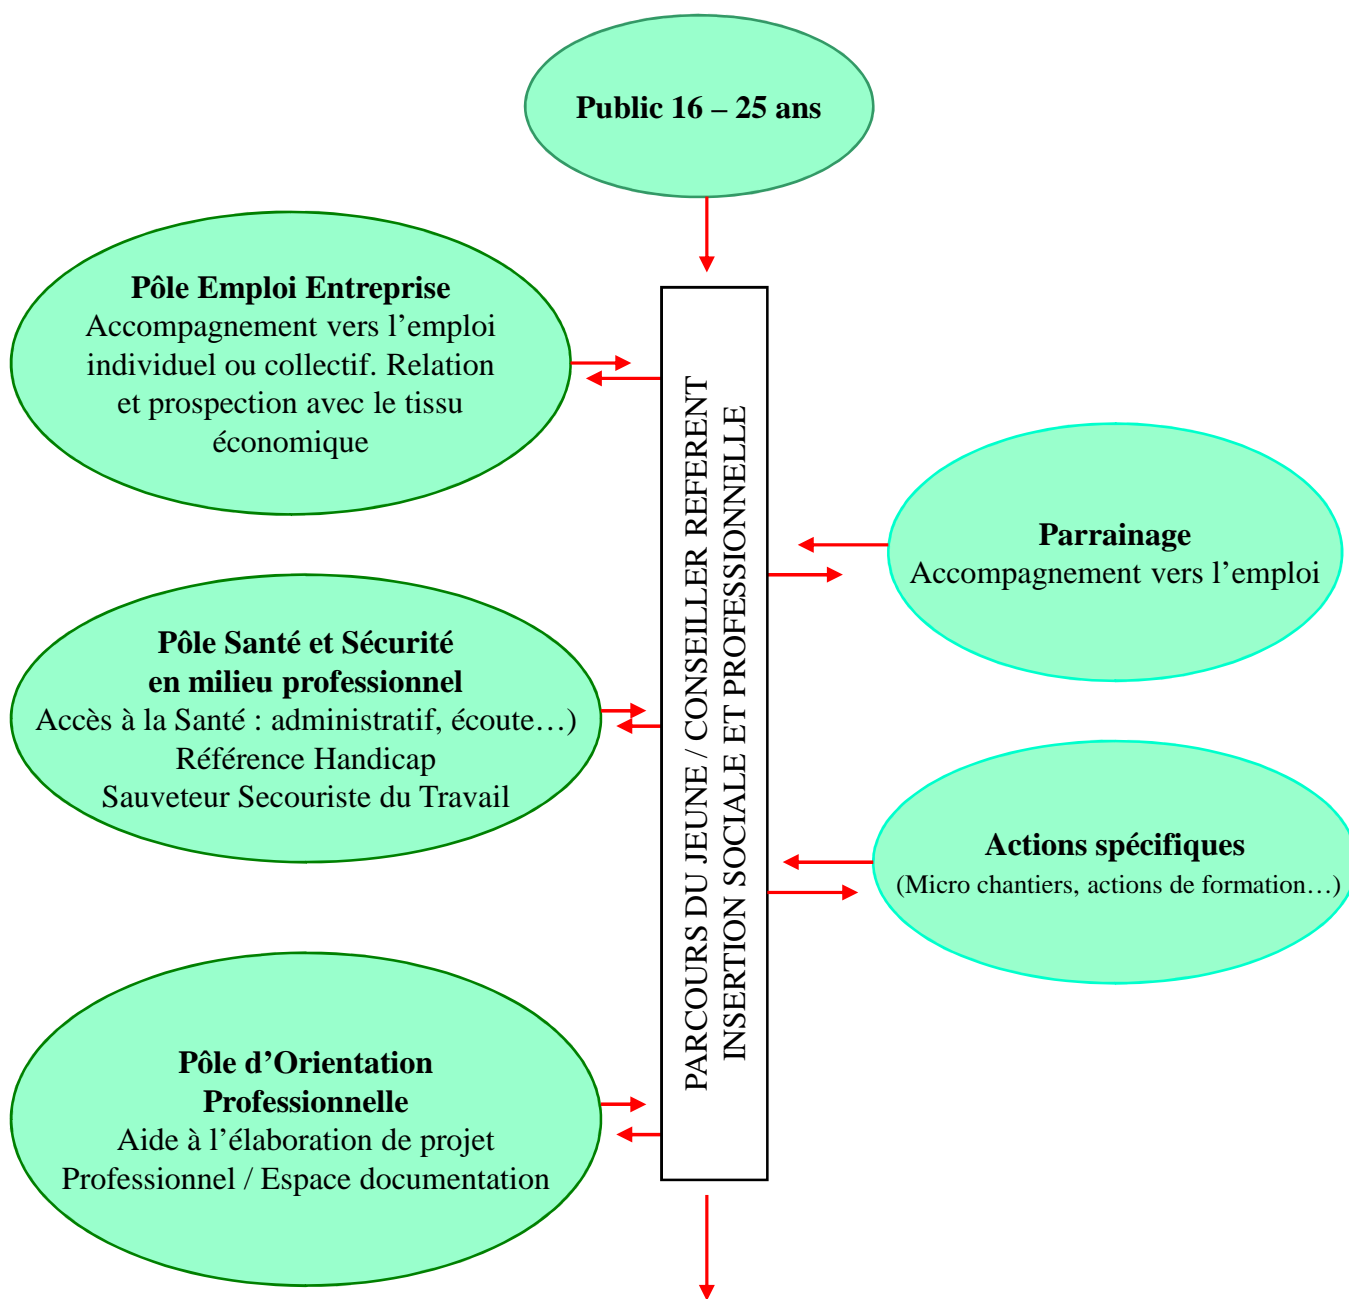 Public 16 – 25 ans
Pôle Emploi Entreprise
Accompagnement vers l’emploi
individuel ou collectif. Relation
et prospection avec le tissu
économique
PARCOURS DU JEUNE / CONSEILLER REFERENT
INSERTION SOCIALE ET PROFESSIONNELLE
Parrainage
Accompagnement vers l’emploi
Pôle Santé et Sécurité
en milieu professionnel
Accès à la Santé : administratif, écoute…)
Référence Handicap
Sauveteur Secouriste du Travail
Actions spécifiques
(Micro chantiers, actions de formation…)
Pôle d’Orientation
Professionnelle
Aide à l’élaboration de projet
Professionnel / Espace documentation